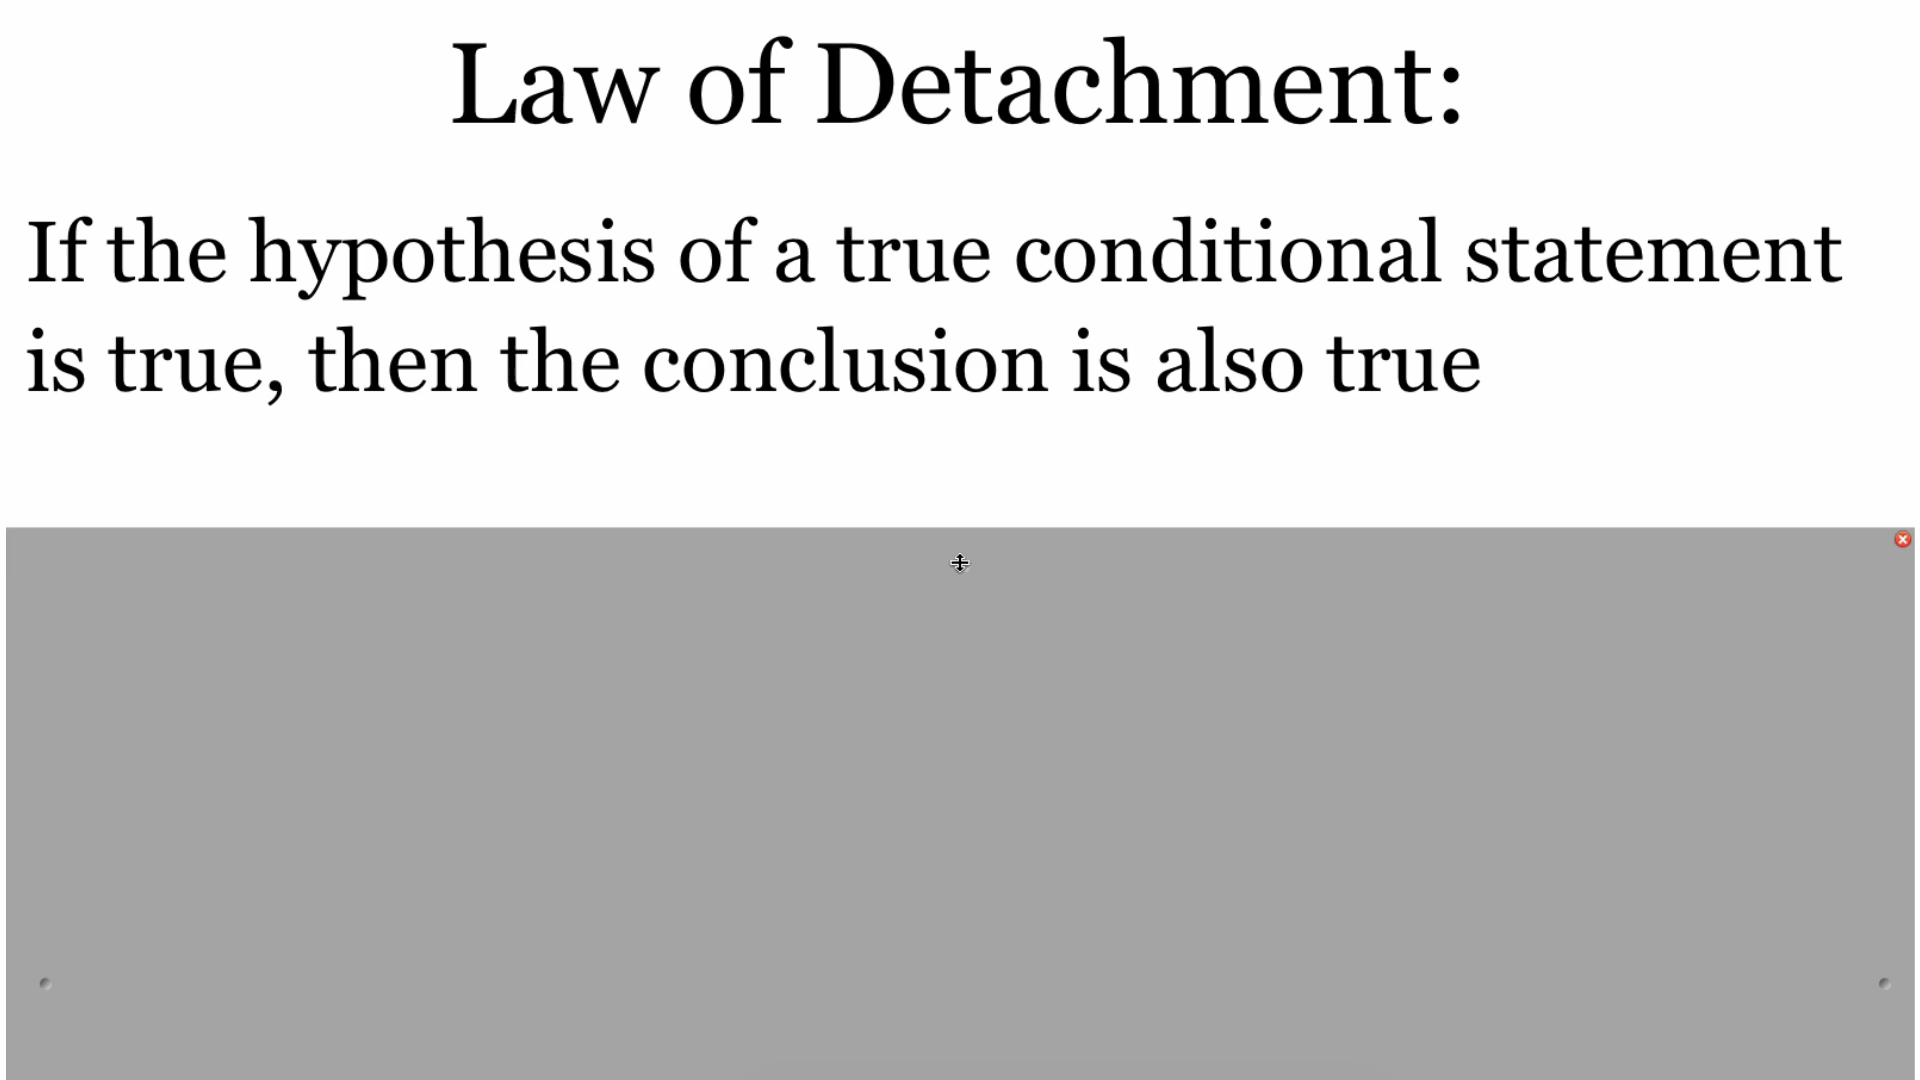 Law of Detachment:
If the hypothesis of a true conditional statement
is true, then the conclusion is also true